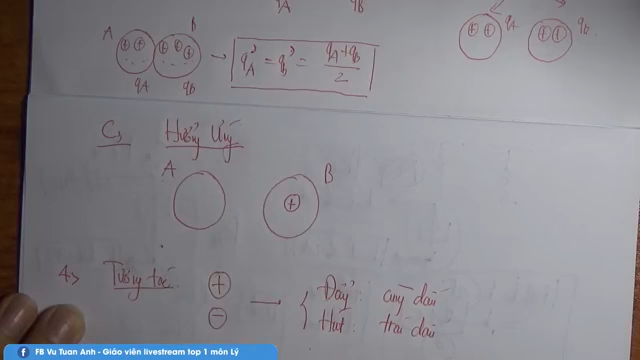 qA qB
A B
qA qB
q'A = q'B = (qA + qB)/2
qA qB
C, Hưởng Ứng
A B
+
4> Tương tác: +
−
Đẩy: cùng dấu
Hút: trái dấu
FB Vu Tuan Anh - Giáo viên livestream top 1 môn Lý